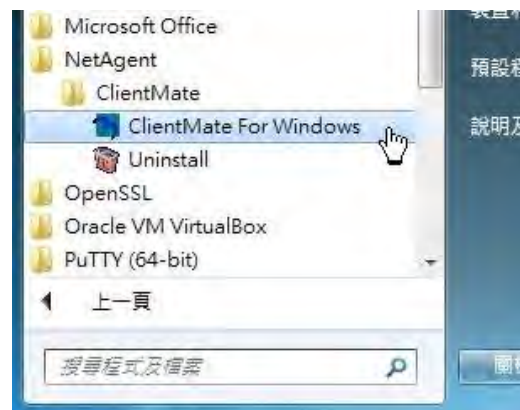 Microsoft Office
NetAgent
ClientMate
ClientMate For Windows
Uninstall
OpenSSL
Oracle VM VirtualBox
PuTTY (64-bit)
上一頁
搜尋程式及檔案
預設
說明及
關